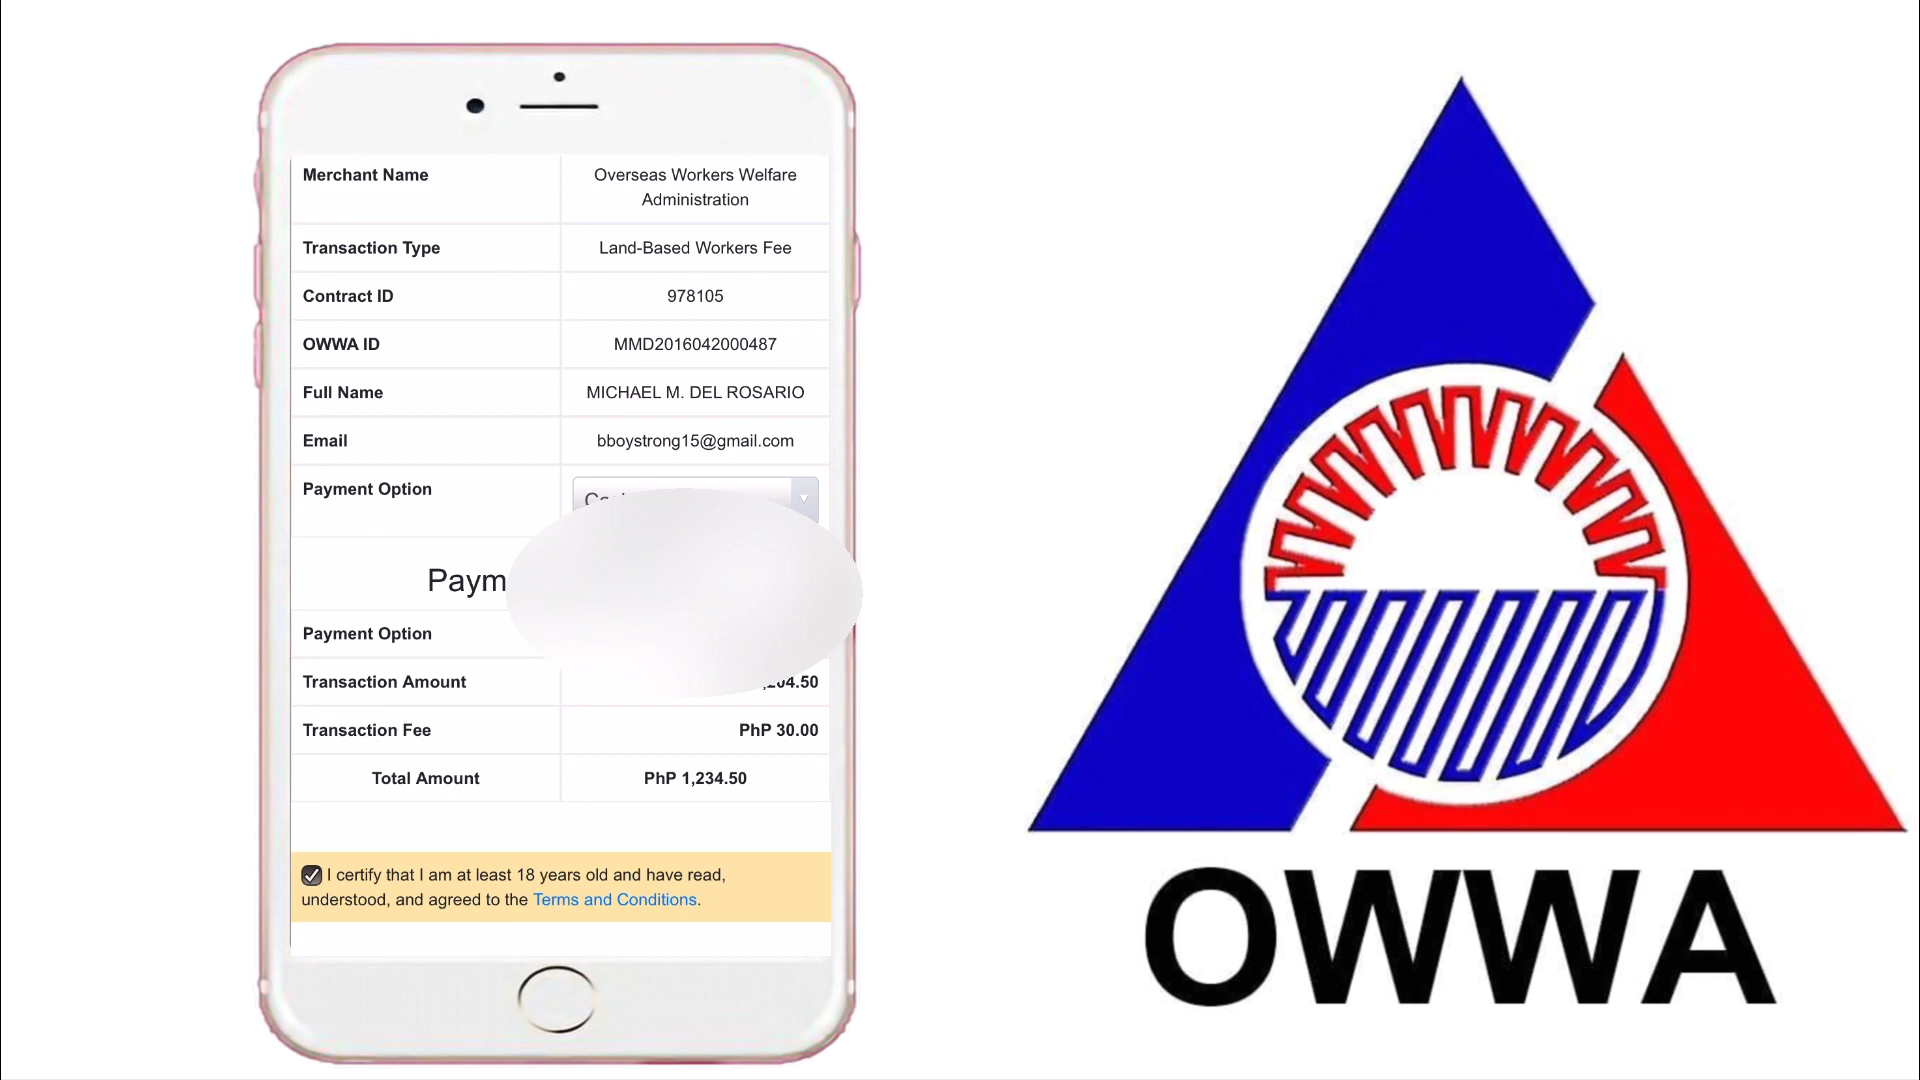 Merchant Name
Overseas Workers Welfare
Administration
Transaction Type
Land-Based Workers Fee
Contract ID
978105
OWWA ID
MMD2016042000487
Full Name
MICHAEL M. DEL ROSARIO
Email
bboystrong15@gmail.com
Payment Option
Payment Option
Transaction Amount
Transaction Fee
PhP 30.00
Total Amount
PhP 1,234.50
I certify that I am at least 18 years old and have read,
understood, and agreed to the Terms and Conditions.
OWWA